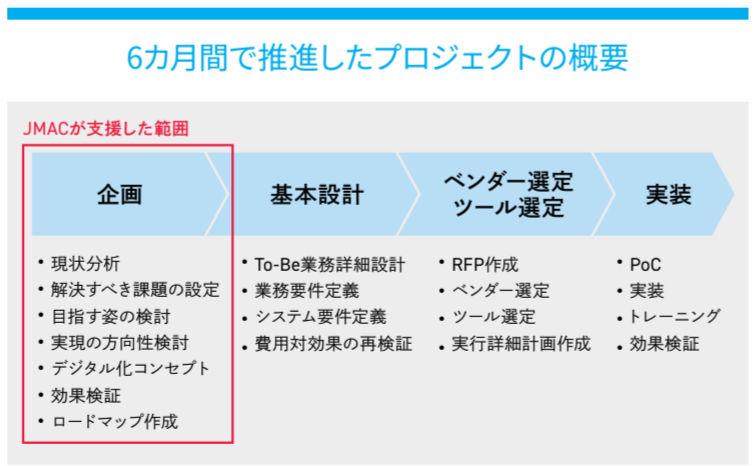 6カ月間で推進したプロジェクトの概要
JMACが支援した範囲
企画
• 現状分析
• 解決すべき課題の設定
• 目指す姿の検討
• 実現の方向性検討
• デジタル化コンセプト
• 効果検証
• ロードマップ作成
基本設計
• To-Be業務詳細設計
• 業務要件定義
• システム要件定義
• 費用対効果の再検証
ベンダー選定
ツール選定
• RFP作成
• ベンダー選定
• ツール選定
• 実行詳細計画作成
実装
• PoC
• 実装
• トレーニング
• 効果検証